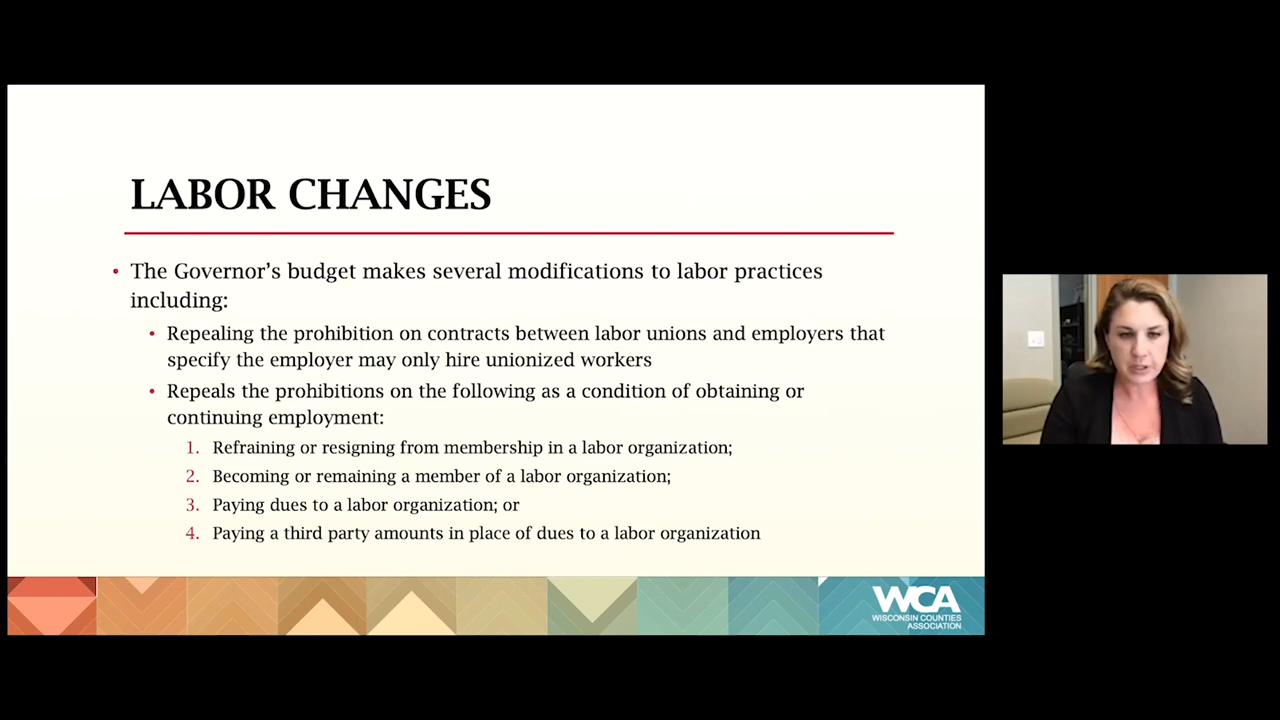 LABOR CHANGES
• The Governor's budget makes several modifications to labor practices
including:
• Repealing the prohibition on contracts between labor unions and employers that
specify the employer may only hire unionized workers
• Repeals the prohibitions on the following as a condition of obtaining or
continuing employment:
1. Refraining or resigning from membership in a labor organization;
2. Becoming or remaining a member of a labor organization;
3. Paying dues to a labor organization; or
4. Paying a third party amounts in place of dues to a labor organization
WCA
WISCONSIN COUNTIES
ASSOCIATION